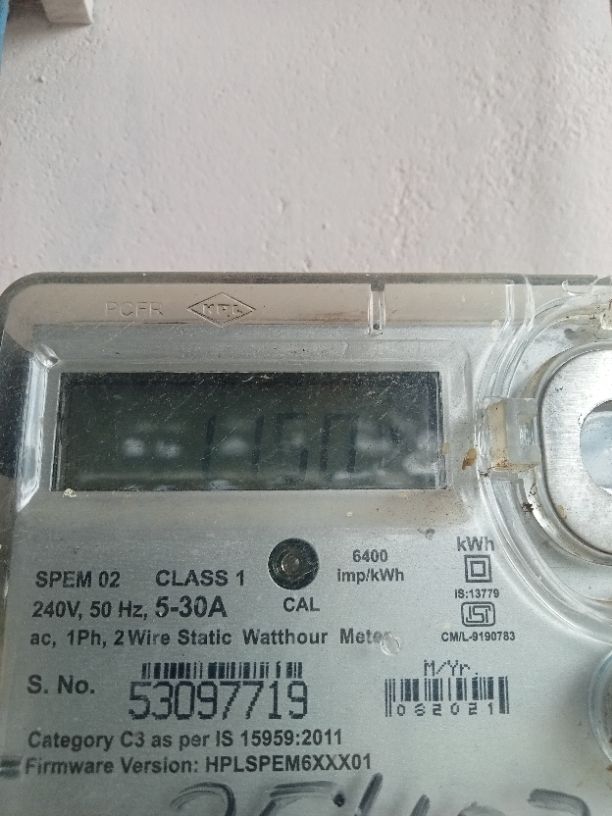 PCFR HPL
SPEM 02 CLASS 1
CAL
6400
imp/kWh
kWh
IS:13779
CM/L-9190783
240V, 50 Hz, 5-30A
ac, 1Ph, 2 Wire Static Watthour Meter
S. No. 53097719
M/Yr.
062021
Category C3 as per IS 15959:2011
Firmware Version: HPLSPEM6XXX01